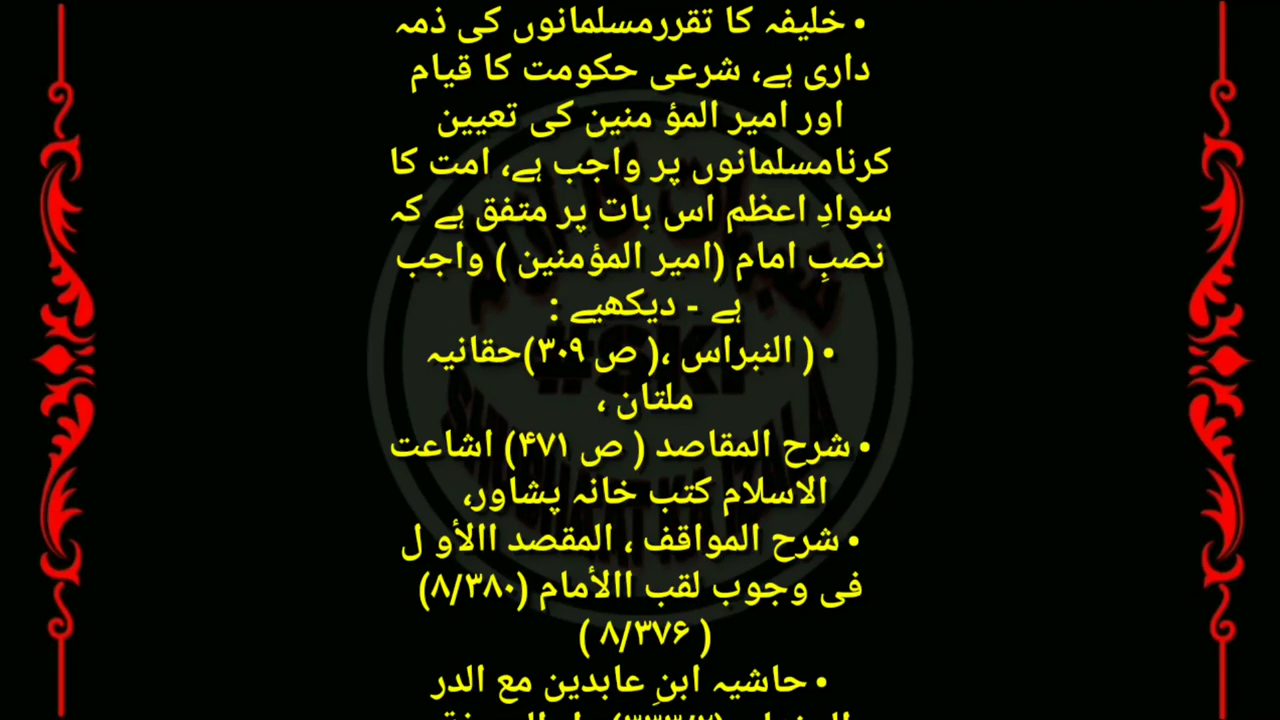 • خلیفہ کا تقررمسلمانوں کی ذمہ
داری ہے، شرعی حکومت کا قیام
اور امیر المؤ منین کی تعیین
کرنامسلمانوں پر واجب ہے، امت کا
سوادِ اعظم اس بات پر متفق ہے کہ
نصبِ امام (امیر المؤمنین ) واجب
ہے - دیکھیے :
• ( النبراس ،( ص ۳۰۹)حقانیہ
ملتان ،
• شرح المقاصد ( ص ۴۷۱) اشاعت
الاسلام کتب خانہ پشاور،
• شرح المواقف ، المقصد االأو ل
فی وجوب لقب االأمام (۸/۳۸۰)
( ۸/۳۷۶ )
• حاشیہ ابنِ عابدین مع الدر
#SKI